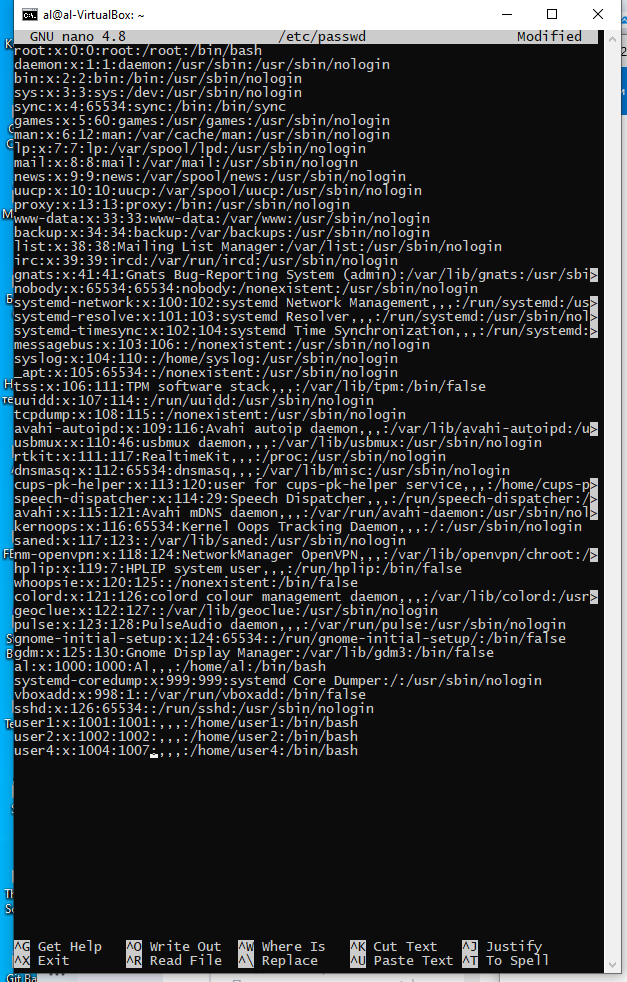 al@al-VirtualBox: ~
GNU nano 4.8 /etc/passwd Modified
root:x:0:0:root:/root:/bin/bash
daemon:x:1:1:daemon:/usr/sbin:/usr/sbin/nologin
bin:x:2:2:bin:/bin:/usr/sbin/nologin
sys:x:3:3:sys:/dev:/usr/sbin/nologin
sync:x:4:65534:sync:/bin:/bin/sync
games:x:5:60:games:/usr/games:/usr/sbin/nologin
man:x:6:12:man:/var/cache/man:/usr/sbin/nologin
lp:x:7:7:lp:/var/spool/lpd:/usr/sbin/nologin
mail:x:8:8:mail:/var/mail:/usr/sbin/nologin
news:x:9:9:news:/var/spool/news:/usr/sbin/nologin
uucp:x:10:10:uucp:/var/spool/uucp:/usr/sbin/nologin
proxy:x:13:13:proxy:/bin:/usr/sbin/nologin
www-data:x:33:33:www-data:/var/www:/usr/sbin/nologin
backup:x:34:34:backup:/var/backups:/usr/sbin/nologin
list:x:38:38:Mailing List Manager:/var/list:/usr/sbin/nologin
irc:x:39:39:ircd:/var/run/ircd:/usr/sbin/nologin
gnats:x:41:41:Gnats Bug-Reporting System (admin):/var/lib/gnats:/usr/sbi>
nobody:x:65534:65534:nobody:/nonexistent:/usr/sbin/nologin
systemd-network:x:100:102:systemd Network Management,,,:/run/systemd:/us>
systemd-resolve:x:101:103:systemd Resolver,,,:/run/systemd:/usr/sbin/nol>
systemd-timesync:x:102:104:systemd Time Synchronization,,,:/run/systemd:>
messagebus:x:103:106::/nonexistent:/usr/sbin/nologin
syslog:x:104:110::/home/syslog:/usr/sbin/nologin
_apt:x:105:65534::/nonexistent:/usr/sbin/nologin
tss:x:106:111:TPM software stack,,,:/var/lib/tpm:/bin/false
uuidd:x:107:114::/run/uuidd:/usr/sbin/nologin
tcpdump:x:108:115::/nonexistent:/usr/sbin/nologin
avahi-autoipd:x:109:116:Avahi autoip daemon,,,:/var/lib/avahi-autoipd:/u>
usbmux:x:110:46:usbmux daemon,,,:/var/lib/usbmux:/usr/sbin/nologin
rtkit:x:111:117:RealtimeKit,,,:/proc:/usr/sbin/nologin
dnsmasq:x:112:65534:dnsmasq,,,:/var/lib/misc:/usr/sbin/nologin
cups-pk-helper:x:113:120:user for cups-pk-helper service,,,:/home/cups-p>
speech-dispatcher:x:114:29:Speech Dispatcher,,,:/run/speech-dispatcher:/>
avahi:x:115:121:Avahi mDNS daemon,,,:/var/run/avahi-daemon:/usr/sbin/nol>
kernoops:x:116:65534:Kernel Oops Tracking Daemon,,,:/:/usr/sbin/nologin
saned:x:117:123::/var/lib/saned:/usr/sbin/nologin
nm-openvpn:x:118:124:NetworkManager OpenVPN,,,:/var/lib/openvpn/chroot:/>
hplip:x:119:7:HPLIP system user,,,:/run/hplip:/bin/false
whoopsie:x:120:125::/nonexistent:/bin/false
colord:x:121:126:colord colour management daemon,,,:/var/lib/colord:/usr>
geoclue:x:122:127::/var/lib/geoclue:/usr/sbin/nologin
pulse:x:123:128:PulseAudio daemon,,,:/var/run/pulse:/usr/sbin/nologin
gnome-initial-setup:x:124:65534::/run/gnome-initial-setup/:/bin/false
gdm:x:125:130:Gnome Display Manager:/var/lib/gdm3:/bin/false
al:x:1000:1000:Al,,,:/home/al:/bin/bash
systemd-coredump:x:999:999:systemd Core Dumper:/:/usr/sbin/nologin
vboxadd:x:998:1::/var/run/vboxadd:/bin/false
sshd:x:126:65534::/run/sshd:/usr/sbin/nologin
user1:x:1001:1001:,,,:/home/user1:/bin/bash
user2:x:1002:1002:,,,:/home/user2:/bin/bash
user4:x:1004:1007:,,,:/home/user4:/bin/bash
^G Get Help ^O Write Out ^W Where Is ^K Cut Text ^J Justify
^X Exit ^R Read File ^\ Replace ^U Paste Text ^T To Spell
Git Ba